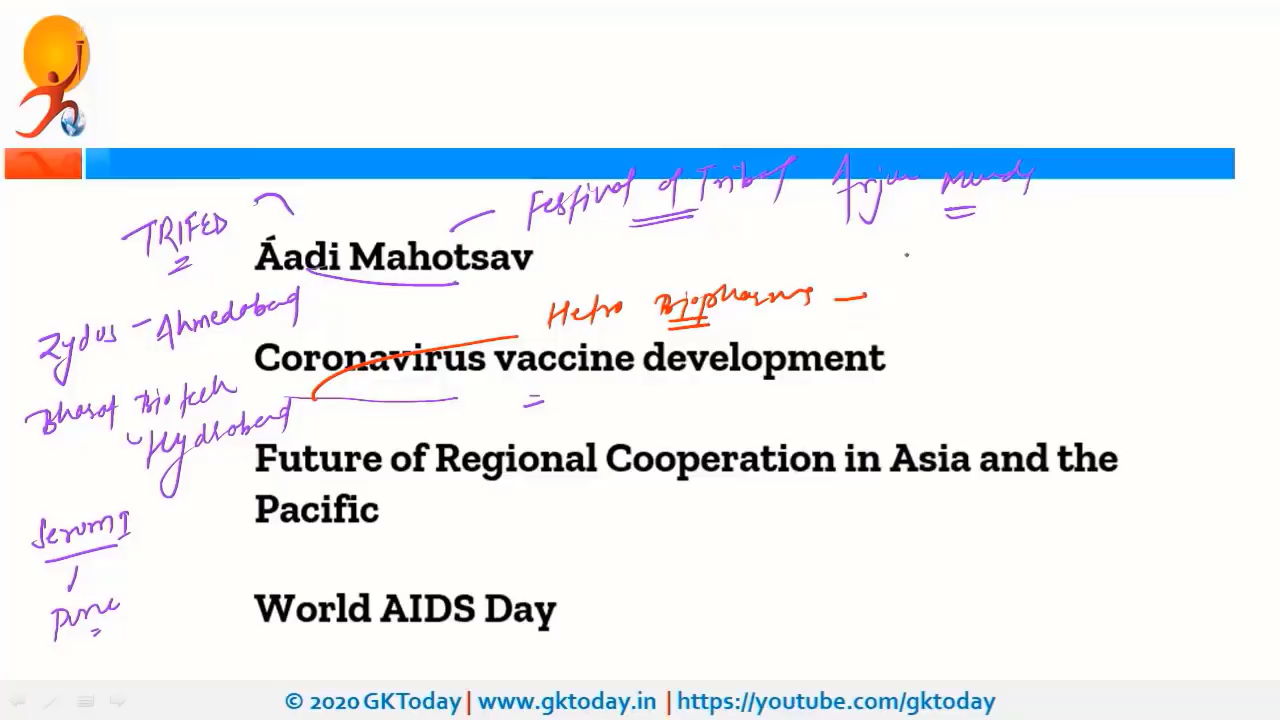 Festival of Tribal Arjun Munda
TRIFED
Áadi Mahotsav
Zydus - Ahmedabad
Hetro Biopharma -
Coronavirus vaccine development
Bharat Biotech
Hydrobad
Future of Regional Cooperation in Asia and the
Pacific
Serum I
Pune
World AIDS Day
© 2020 GKToday | www.gktoday.in | https://youtube.com/gktoday